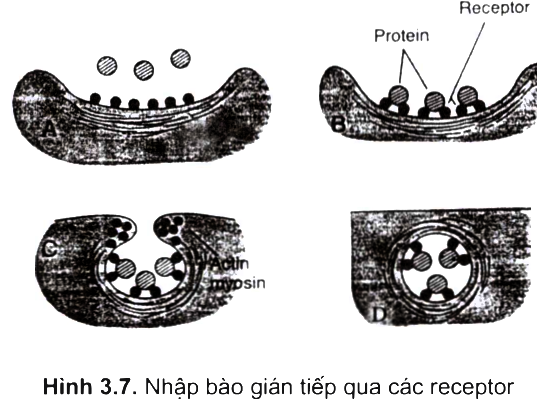 Receptor
Protein
A
B
C
Actin
myosin
D
Hình 3.7. Nhập bào gián tiếp qua các receptor